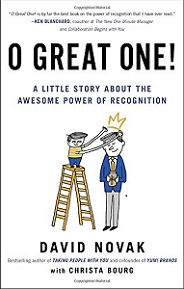 "O Great One! is by far the best book on the power of recognition that I have ever read."
—KEN BLANCHARD, coauthor of The New One Minute Manager and
Collaboration Begins with You
O GREAT ONE!
A LITTLE STORY ABOUT THE
AWESOME POWER OF RECOGNITION
DAVID NOVAK
Bestselling author of TAKING PEOPLE WITH YOU and cofounder of YUM! BRANDS
with CHRISTA BOURG